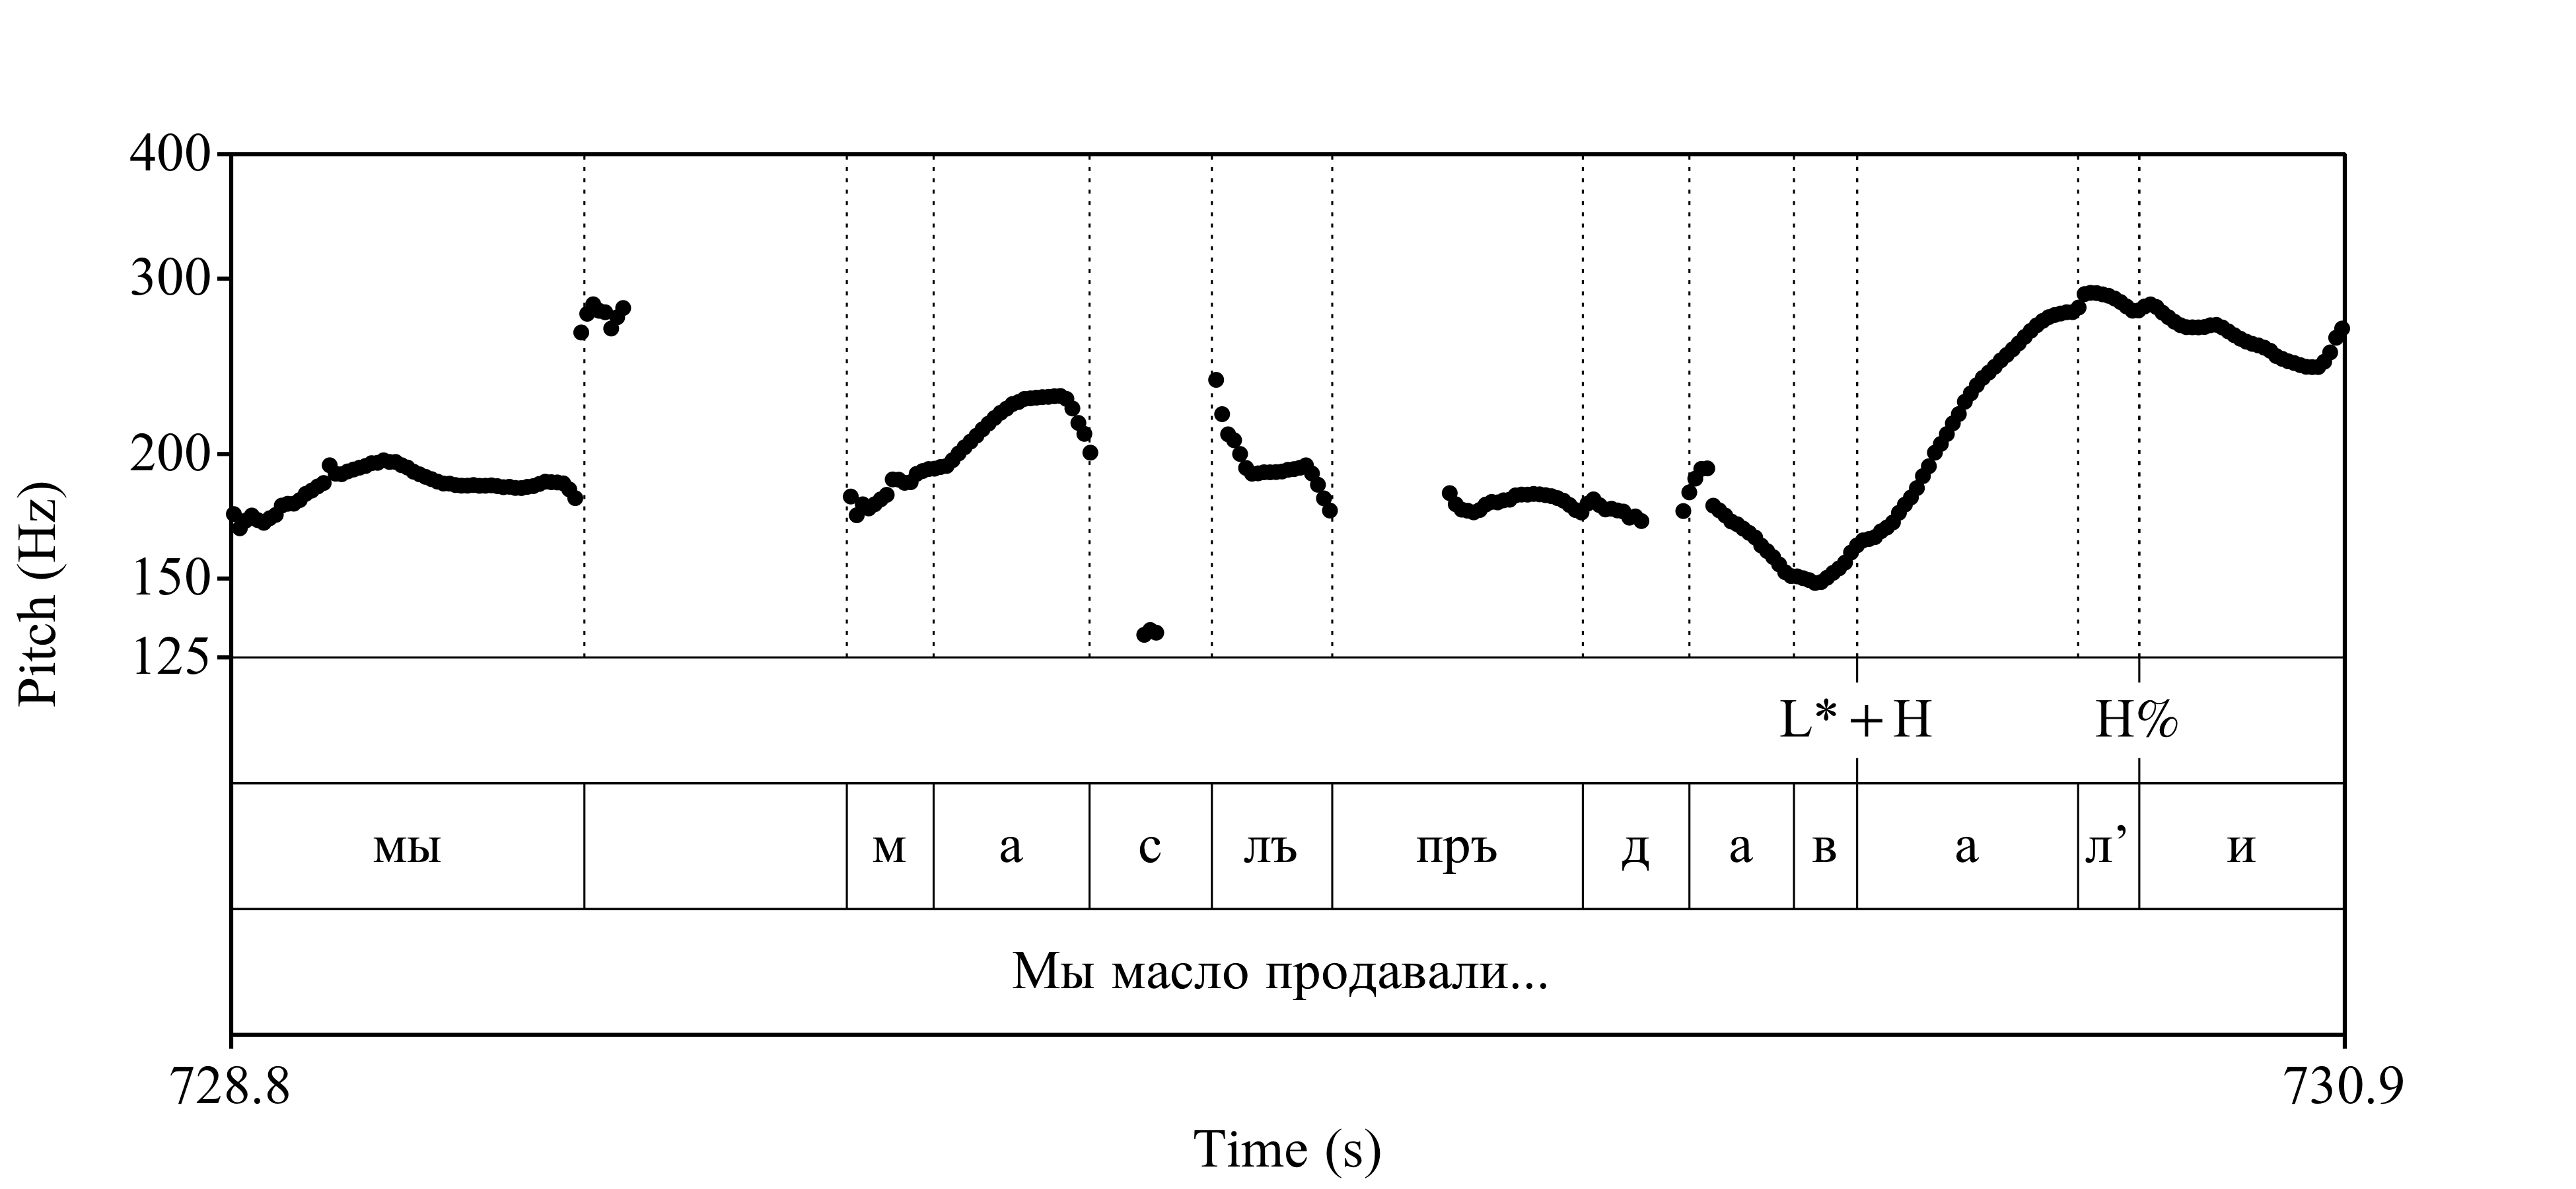 400
300
200
150
125
Pitch (Hz)
L* + H H%
мы м а с лъ пръ д а в а л’ и
Мы масло продавали...
728.8 730.9
Time (s)